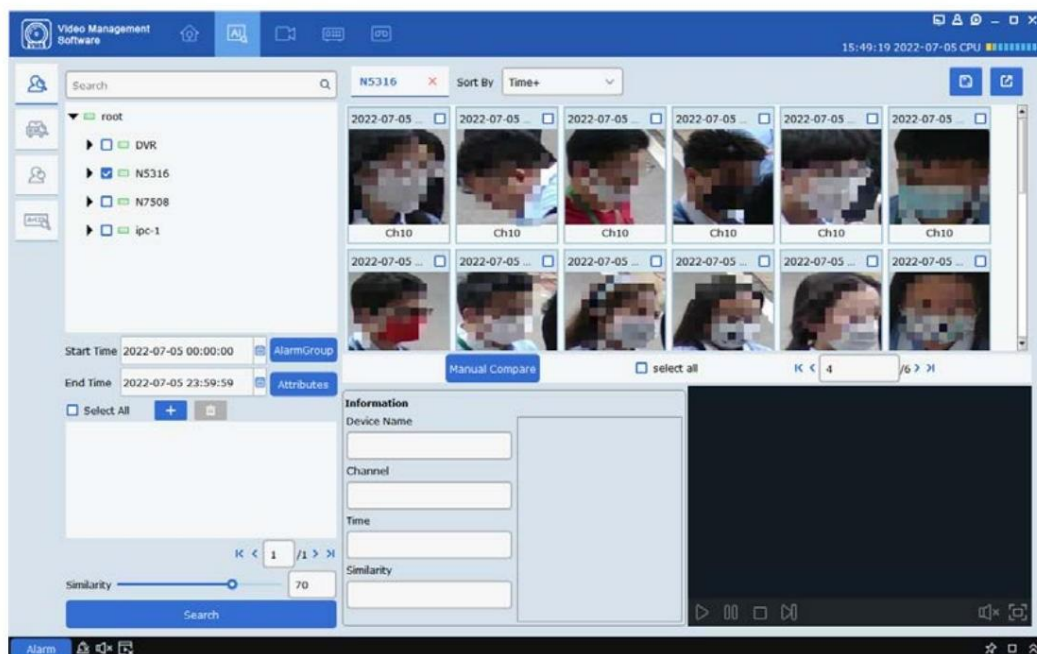 Video Management
Software
AI
15:49:19 2022-07-05 CPU
Search
N5316
Sort By
Time+
root
DVR
N5316
N7508
ipc-1
2022-07-05 ...
2022-07-05 ...
2022-07-05 ...
2022-07-05 ...
2022-07-05 ...
2022-07-05 ...
Ch10
Ch10
Ch10
Ch10
Ch10
Ch10
2022-07-05 ...
2022-07-05 ...
2022-07-05 ...
2022-07-05 ...
2022-07-05 ...
2022-07-05 ...
Start Time 2022-07-05 00:00:00 AlarmGroup
End Time 2022-07-05 23:59:59 Attributes
Select All
1 /1
Similarity 70
Search
Manual Compare
select all
4 /6
Information
Device Name
Channel
Time
Similarity
Alarm